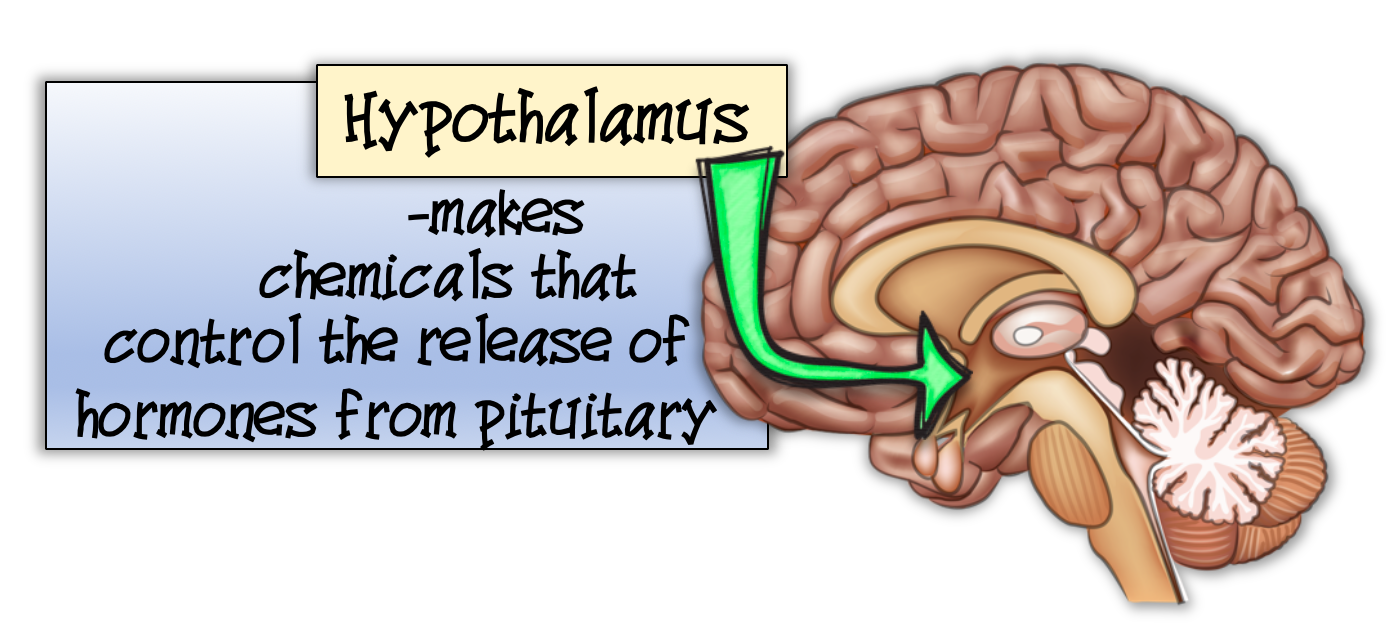 Hypothalamus
-makes
chemicals that
control the release of
hormones from pituitary